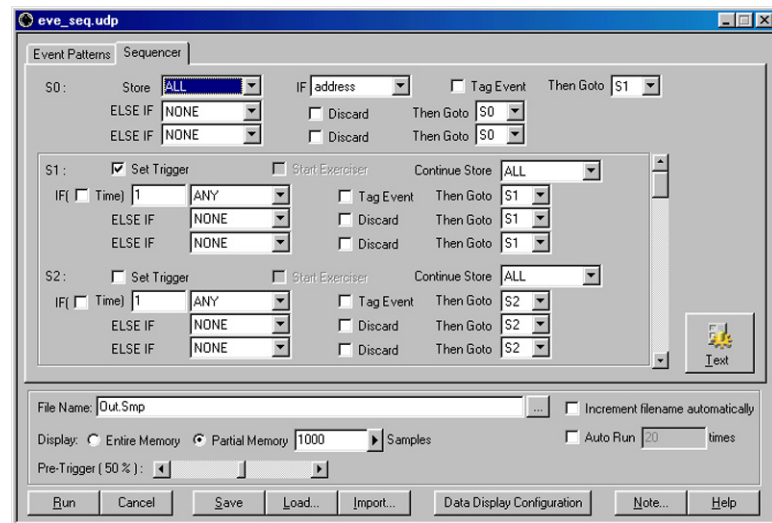 eve_seq.udp
Event Patterns Sequencer
S0 : Store ALL IF address Tag Event Then Goto S1
ELSE IF NONE Discard Then Goto S0
ELSE IF NONE Discard Then Goto S0
S1 : Set Trigger Start Exerciser Continue Store ALL
IF( Time) 1 ANY Tag Event Then Goto S1
ELSE IF NONE Discard Then Goto S1
ELSE IF NONE Discard Then Goto S1
S2 : Set Trigger Start Exerciser Continue Store ALL
IF( Time) 1 ANY Tag Event Then Goto S2
ELSE IF NONE Discard Then Goto S2
ELSE IF NONE Discard Then Goto S2
Text
File Name: Out.Smp ... Increment filename automatically
Display: Entire Memory Partial Memory 1000 Samples Auto Run 20 times
Pre-Trigger ( 50 % ) :
Run Cancel Save Load... Import... Data Display Configuration Note... Help